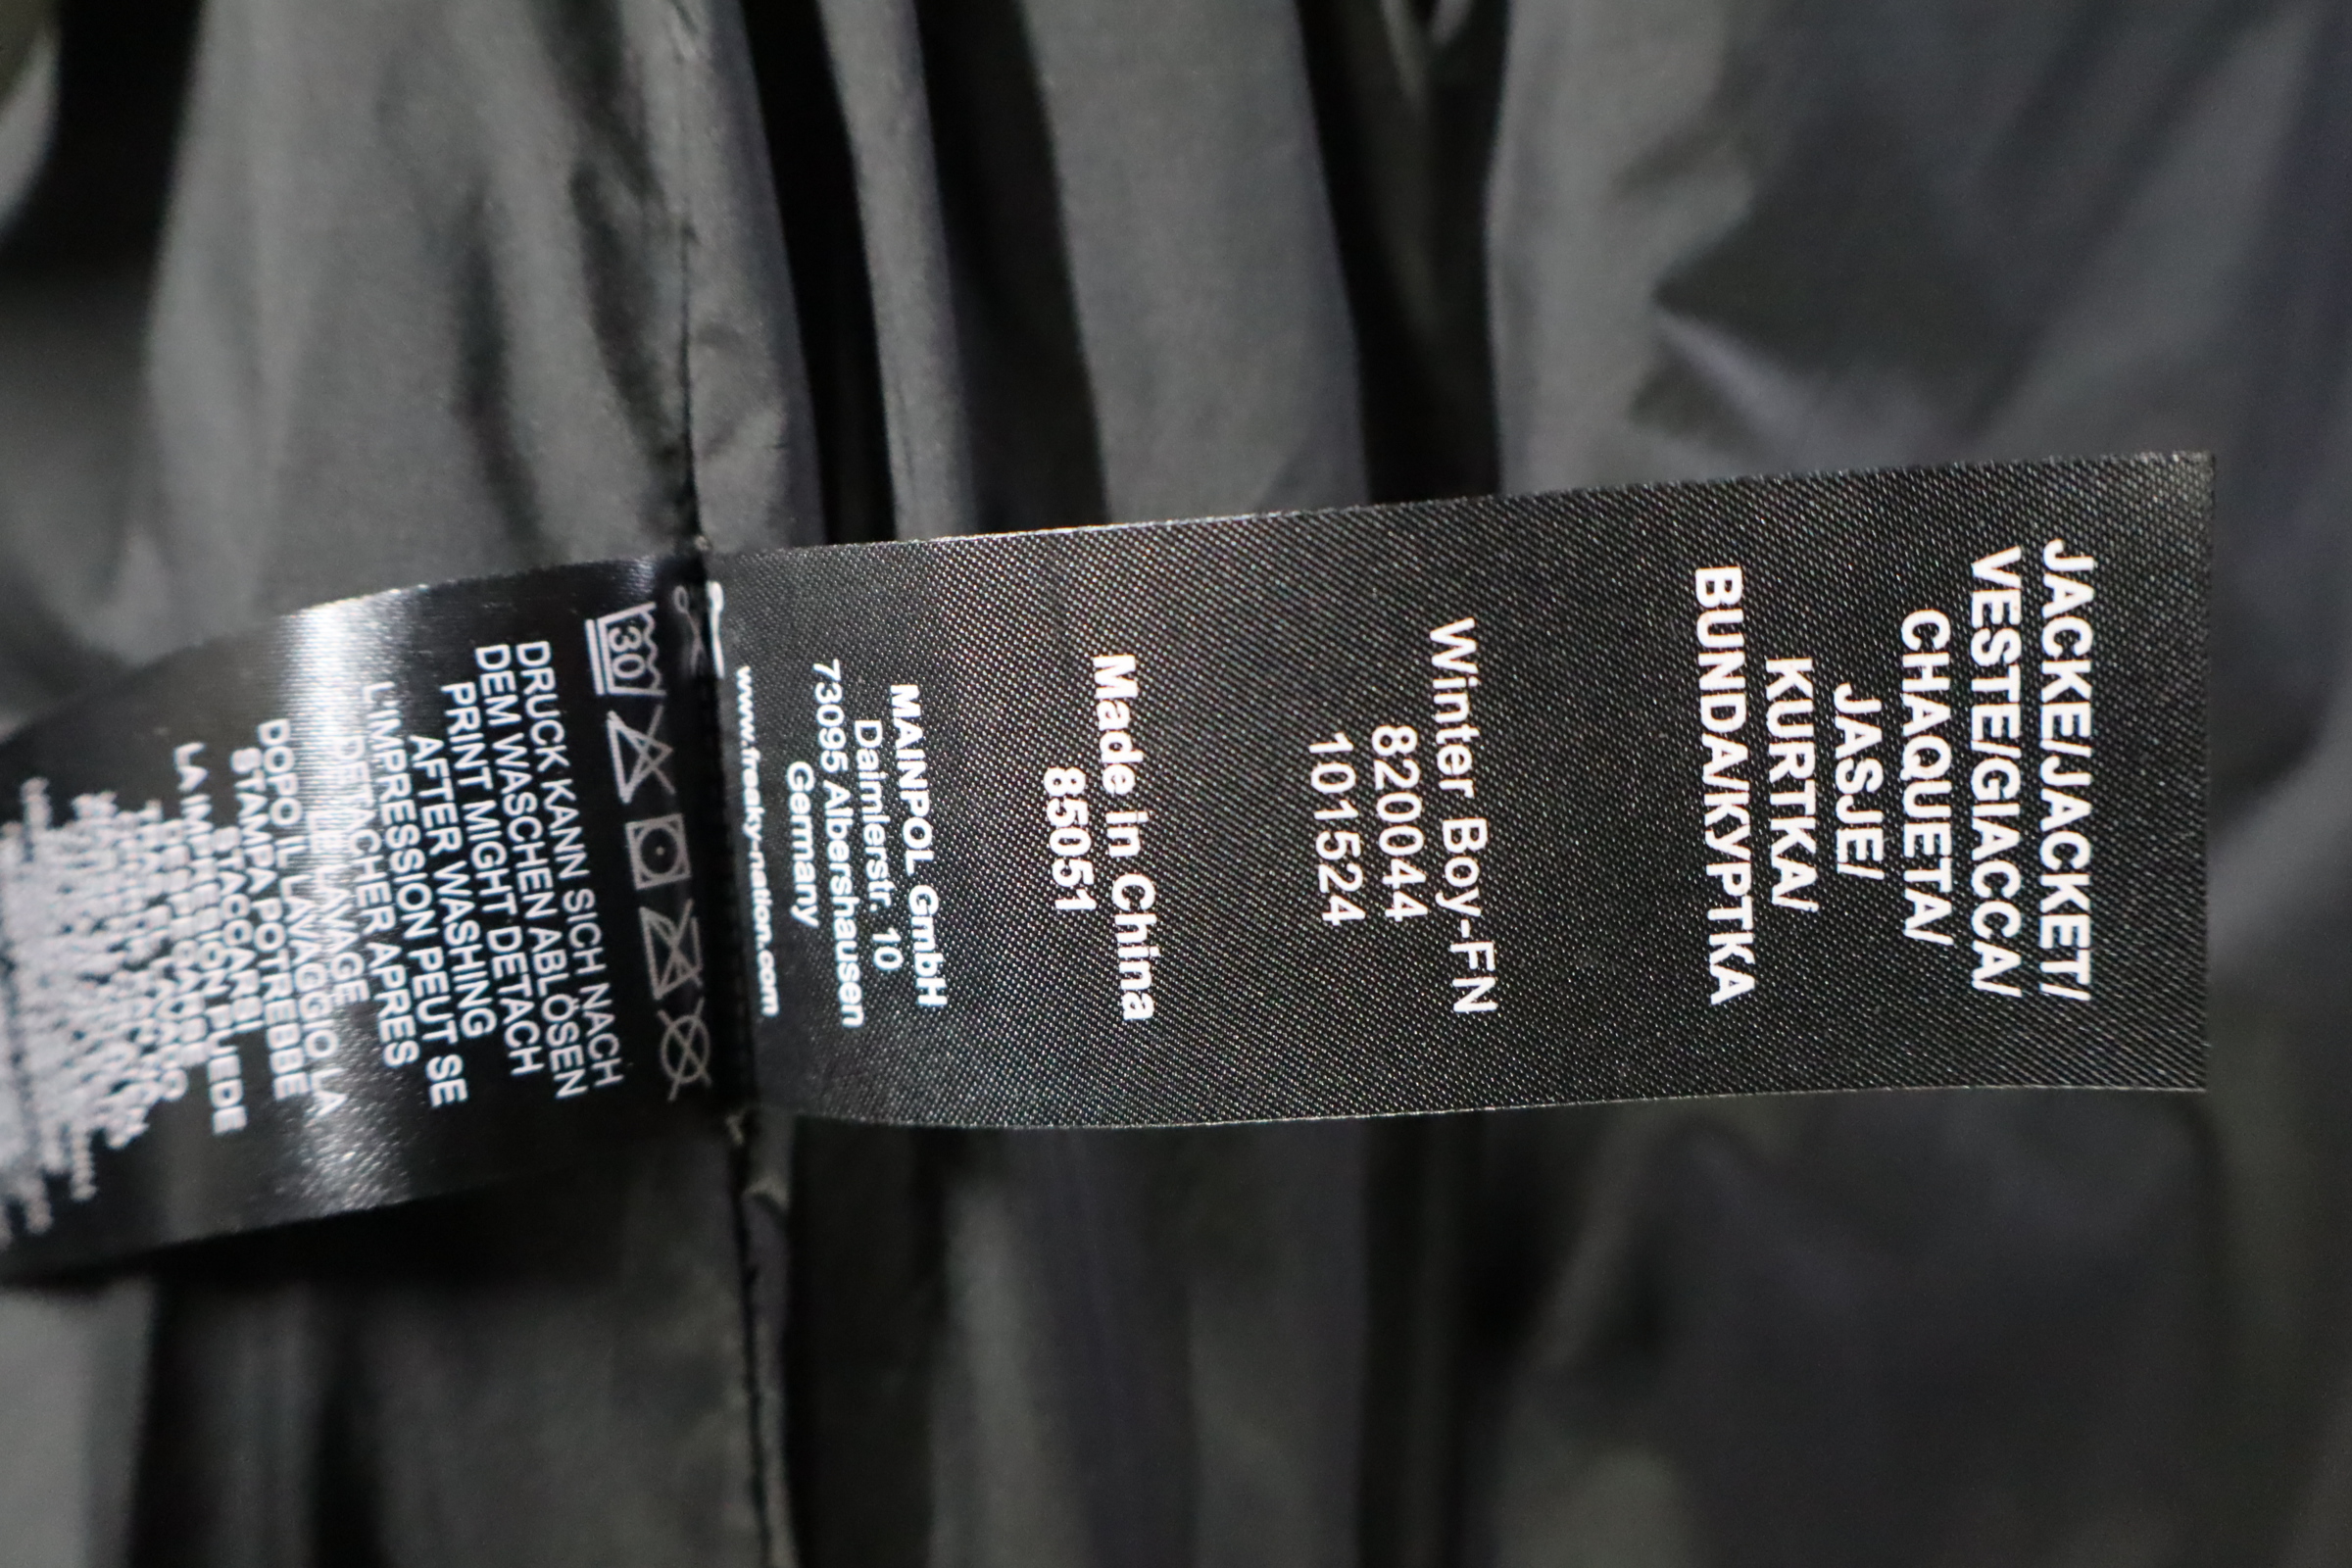 JACKE/JACKET/
VESTE/GIACCA/
CHAQUETA/
JASJE/
KURTKA/
BUNDA/КУРТКА
Winter Boy-FN
820044
101524
Made in China
85051
MAINPOL GmbH
Daimlerstr. 10
73095 Albershausen
Germany
www.freaky-nation.com
30
DRUCK KANN SICH NACH
DEM WASCHEN ABLÖSEN
PRINT MIGHT DETACH
AFTER WASHING
L'IMPRESSION PEUT SE
DÉTACHER APRES
LE LAVAGE
DOPO IL LAVAGGIO LA
STAMPA POTREBBE
STACCARSI